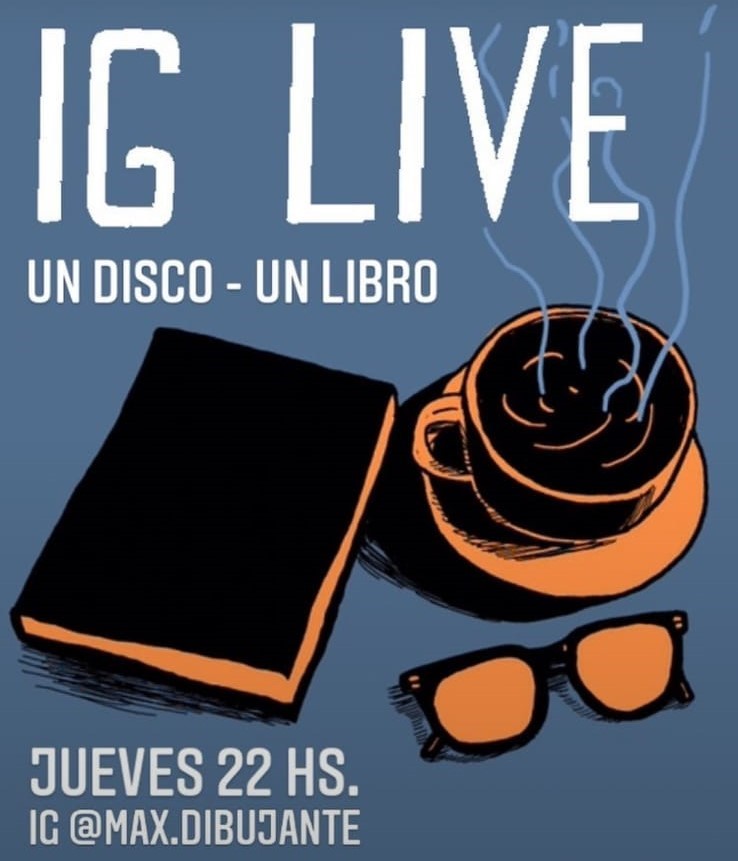 IG LIVE
UN DISCO - UN LIBRO
JUEVES 22 HS.
IG @MAX.DIBUJANTE